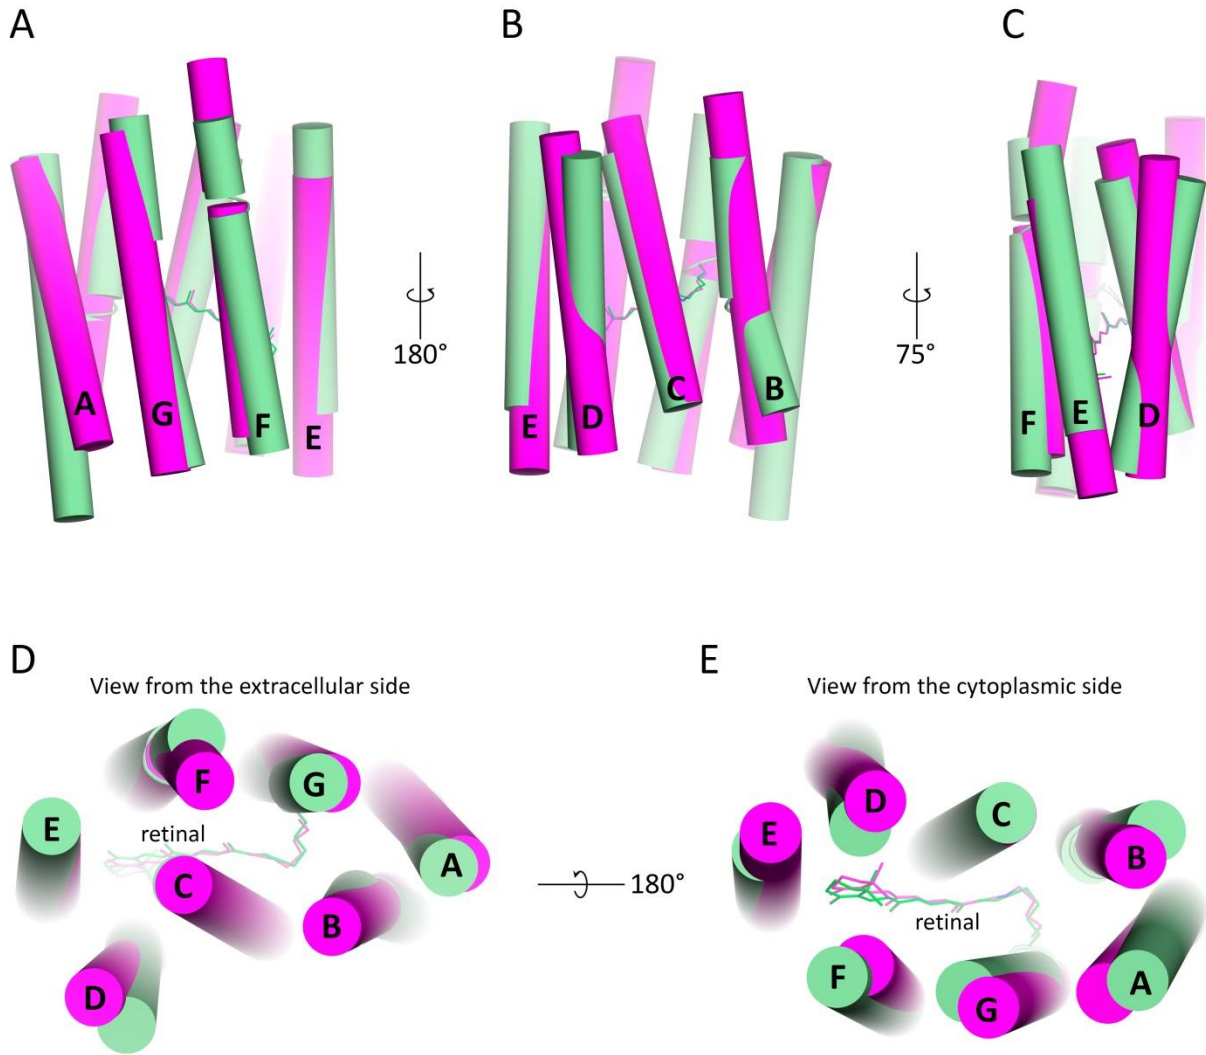 A
B
C
A
G
F
E
180°
E
D
C
B
75°
F
E
D
D
View from the extracellular side
E
View from the cytoplasmic side
F
G
E
retinal
A
C
B
D
180°
D
C
E
B
retinal
F
G
A